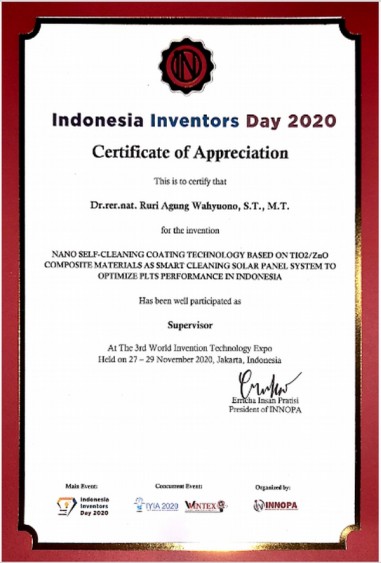 IN
Indonesia Inventors Day 2020
Certificate of Appreciation
This is to certify that
Dr.rer.nat. Ruri Agung Wahyuono, S.T., M.T.
for the invention
NANO SELF-CLEANING COATING TECHNOLOGY BASED ON TIO2/ZnO
COMPOSITE MATERIALS AS SMART CLEANING SOLAR PANEL SYSTEM TO
OPTIMIZE PLTS PERFORMANCE IN INDONESIA
Has been well participated as
Supervisor
At The 3rd World Invention Technology Expo
Held on 27 – 29 November 2020, Jakarta, Indonesia
Erricha Insan Pratisi
President of INNOPA
Main Event: Concurrent Event: Organized by:
Indonesia
Inventors
Day 2020
IYIA 2020 WINTEX INNOPA